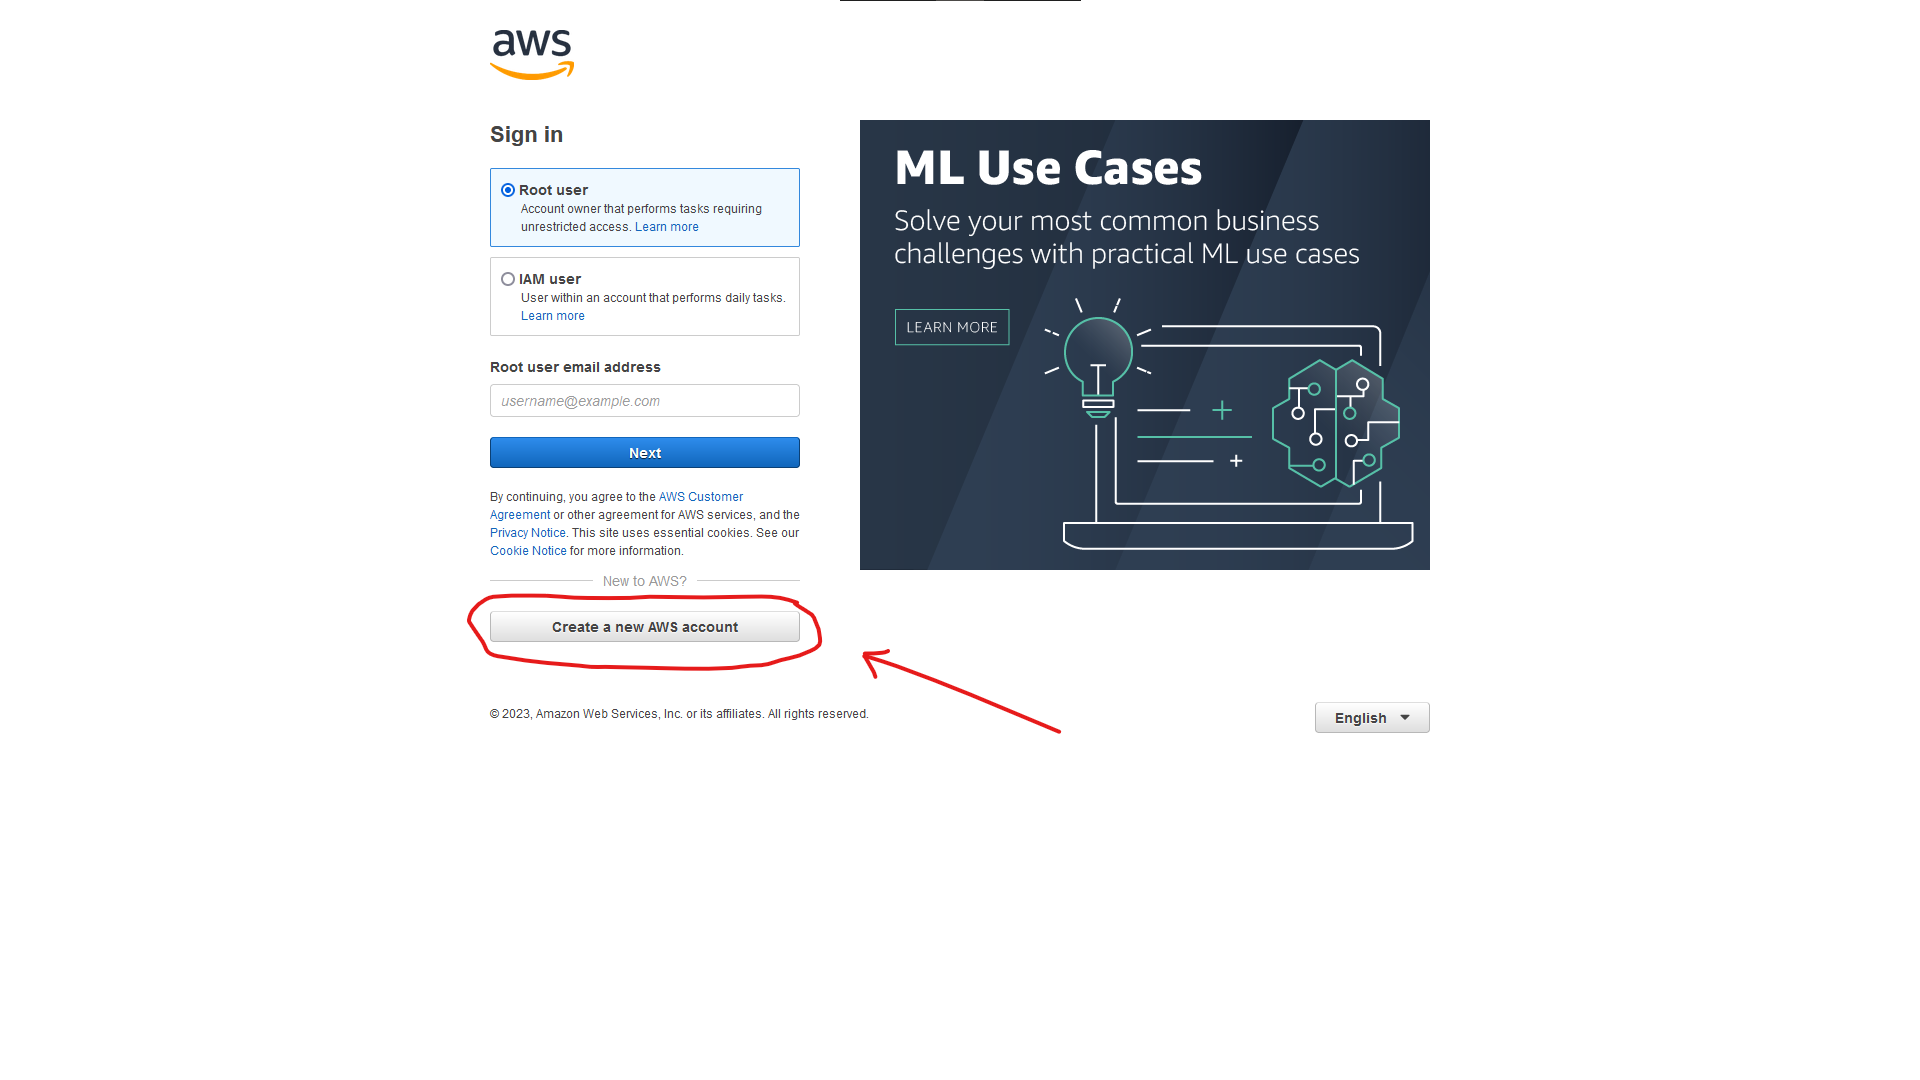 aws
Sign in
Root user
Account owner that performs tasks requiring
unrestricted access. Learn more
IAM user
User within an account that performs daily tasks.
Learn more
Root user email address
username@example.com
Next
By continuing, you agree to the AWS Customer
Agreement or other agreement for AWS services, and the
Privacy Notice. This site uses essential cookies. See our
Cookie Notice for more information.
New to AWS?
Create a new AWS account
ML Use Cases
Solve your most common business
challenges with practical ML use cases
LEARN MORE
© 2023, Amazon Web Services, Inc. or its affiliates. All rights reserved.
English